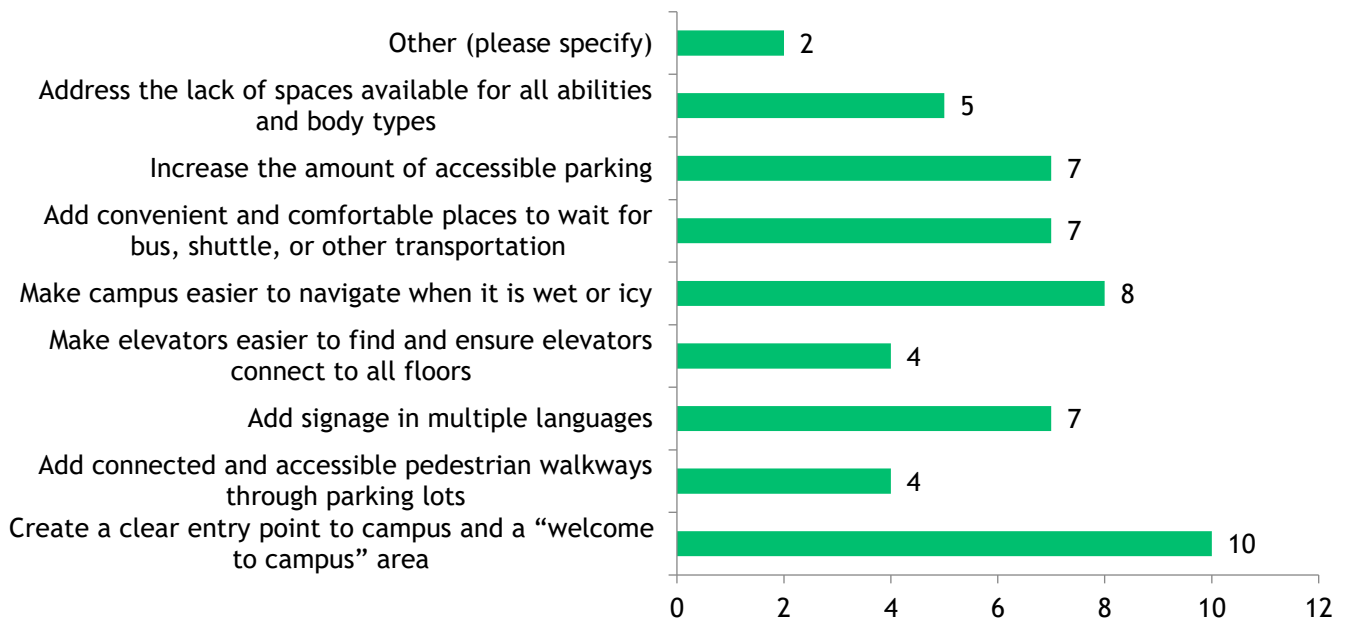 Other (please specify)
2
Address the lack of spaces available for all abilities
and body types
5
Increase the amount of accessible parking
7
Add convenient and comfortable places to wait for
bus, shuttle, or other transportation
7
Make campus easier to navigate when it is wet or icy
8
Make elevators easier to find and ensure elevators
connect to all floors
4
Add signage in multiple languages
7
Add connected and accessible pedestrian walkways
through parking lots
4
Create a clear entry point to campus and a “welcome
to campus” area
10
0 2 4 6 8 10 12